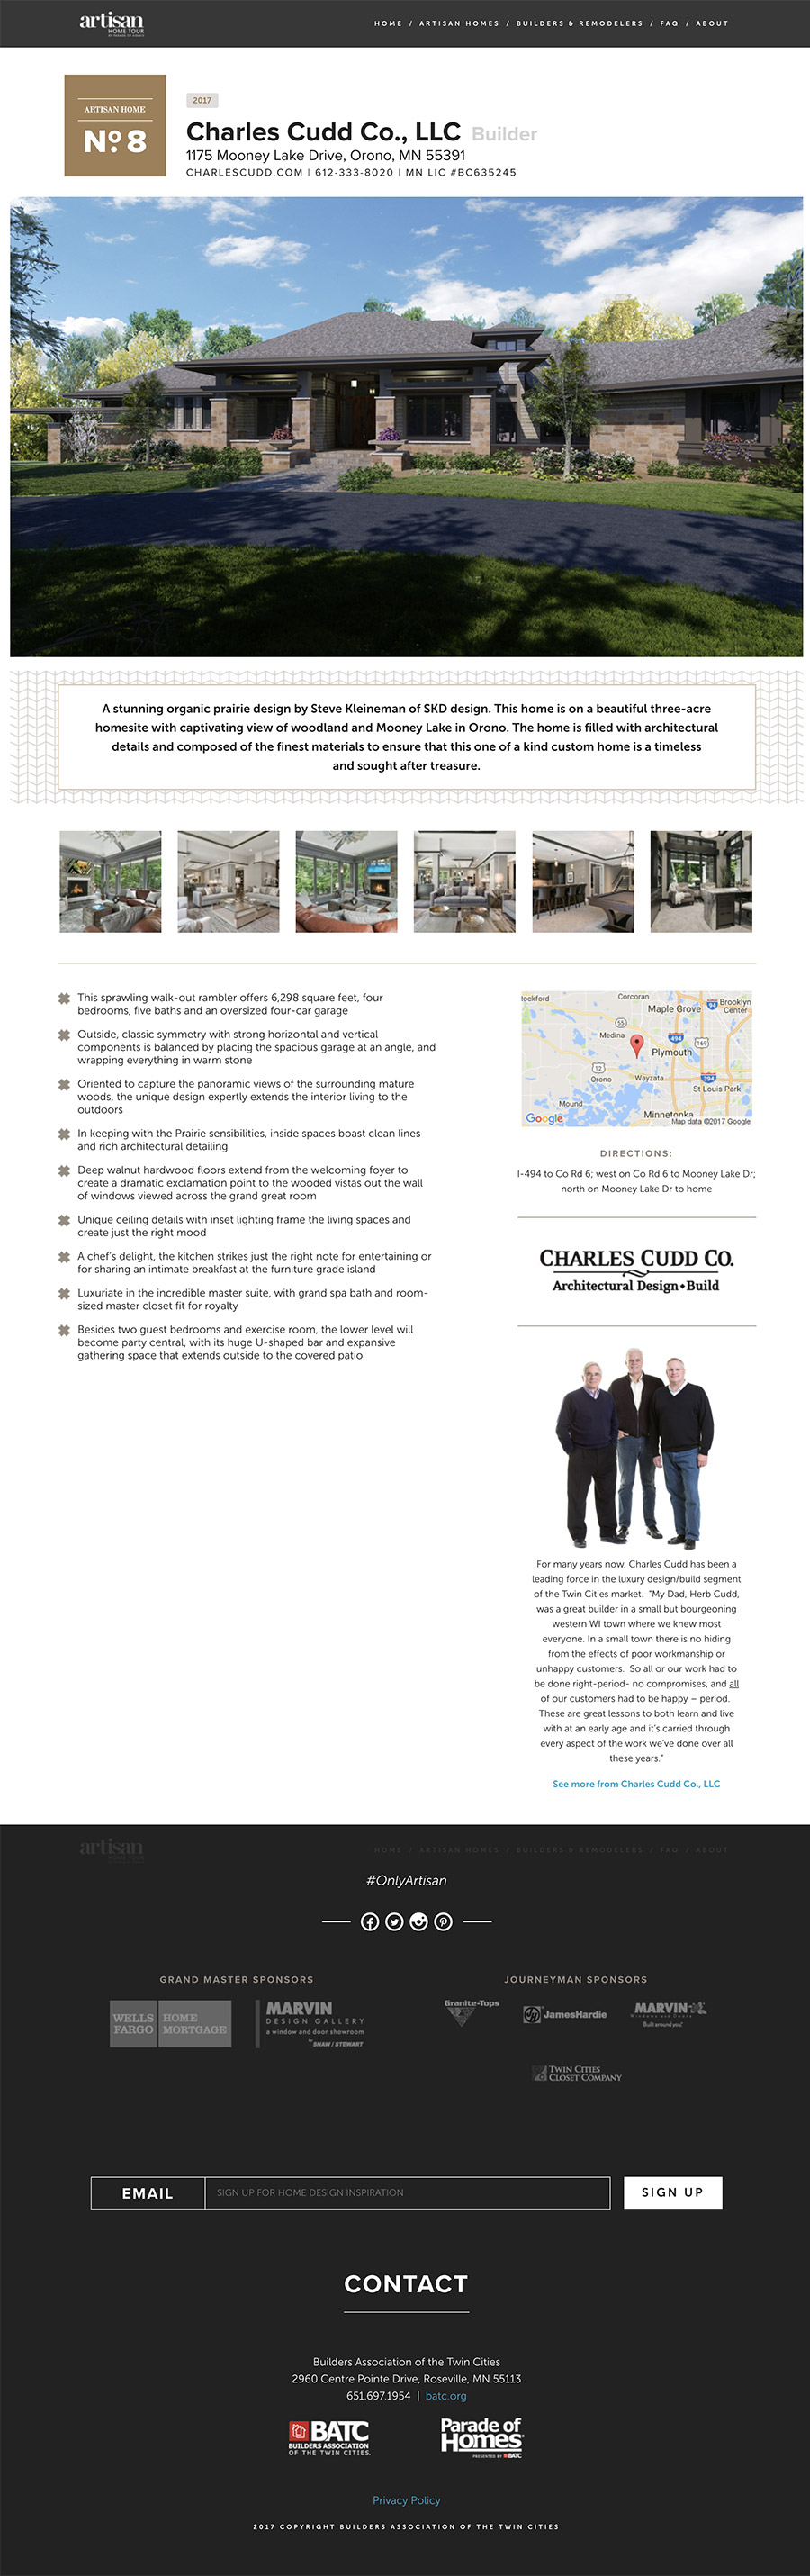 artisan
HOME TOUR
HOME / ARTISAN HOMES / BUILDERS & REMODELERS / FAQ / ABOUT
ARTISAN HOME
Nº 8
2017
Charles Cudd Co., LLC Builder
1175 Mooney Lake Drive, Orono, MN 55391
CHARLESCUDD.COM | 612-333-8020 | MN LIC #BC635245
A stunning organic prairie design by Steve Kleineman of SKD design. This home is on a beautiful three-acre
homesite with captivating view of woodland and Mooney Lake in Orono. The home is filled with architectural
details and composed of the finest materials to ensure that this one of a kind custom home is a timeless
and sought after treasure.
This sprawling walk-out rambler offers 6,298 square feet, four
bedrooms, five baths and an oversized four-car garage
Outside, classic symmetry with strong horizontal and vertical
components is balanced by placing the spacious garage at an angle, and
wrapping everything in warm stone
Oriented to capture the panoramic views of the surrounding mature
woods, the unique design expertly extends the interior living to the
outdoors
In keeping with the Prairie sensibilities, inside spaces boast clean lines
and rich architectural detailing
Deep walnut hardwood floors extend from the welcoming foyer to
create a dramatic exclamation point to the wooded vistas out the wall
of windows viewed across the grand great room
Unique ceiling details with inset lighting frame the living spaces and
create just the right mood
A chef's delight, the kitchen strikes just the right note for entertaining or
for sharing an intimate breakfast at the furniture grade island
Luxuriate in the incredible master suite, with grand spa bath and room-
sized master closet fit for royalty
Besides two guest bedrooms and exercise room, the lower level will
become party central, with its huge U-shaped bar and expansive
gathering space that extends outside to the covered patio
tockford
Corcoran
Maple Grove
94
Brooklyn
Center
55
Medina
494
169
Plymouth
12
Orono
Wayzata
394
St Louis Park
Mound
Minnetonka
Google
Map data ©2017 Google
DIRECTIONS:
I-494 to Co Rd 6; west on Co Rd 6 to Mooney Lake Dr;
north on Mooney Lake Dr to home
CHARLES CUDD CO.
Architectural Design • Build
For many years now, Charles Cudd has been a
leading force in the luxury design/build segment
of the Twin Cities market. "My Dad, Herb Cudd,
was a great builder in a small but bourgeoning
western WI town where we knew most
everyone. In a small town there is no hiding
from the effects of poor workmanship or
unhappy customers. So all or our work had to
be done right-period- no compromises, and all
of our customers had to be happy – period.
These are great lessons to both learn and live
with at an early age and it's carried through
every aspect of the work we've done over all
these years."
See more from Charles Cudd Co., LLC
artisan
HOME TOUR
HOME / ARTISAN HOMES / BUILDERS & REMODELERS / FAQ / ABOUT
#OnlyArtisan
GRAND MASTER SPONSORS
WELLS
FARGO
HOME
MORTGAGE
MARVIN
DESIGN GALLERY
a window and door showroom
by SHAW / STEWART
JOURNEYMAN SPONSORS
Granite-Tops
JamesHardie
MARVIN
Windows and Doors
Built around you.
TWIN CITIES
CLOSET COMPANY
EMAIL
SIGN UP FOR HOME DESIGN INSPIRATION
SIGN UP
CONTACT
Builders Association of the Twin Cities
2960 Centre Pointe Drive, Roseville, MN 55113
651.697.1954 | batc.org
BATC
BUILDERS ASSOCIATION
OF THE TWIN CITIES.
Parade of
Homes
PRESENTED BY BATC
Privacy Policy
2017 COPYRIGHT BUILDERS ASSOCIATION OF THE TWIN CITIES